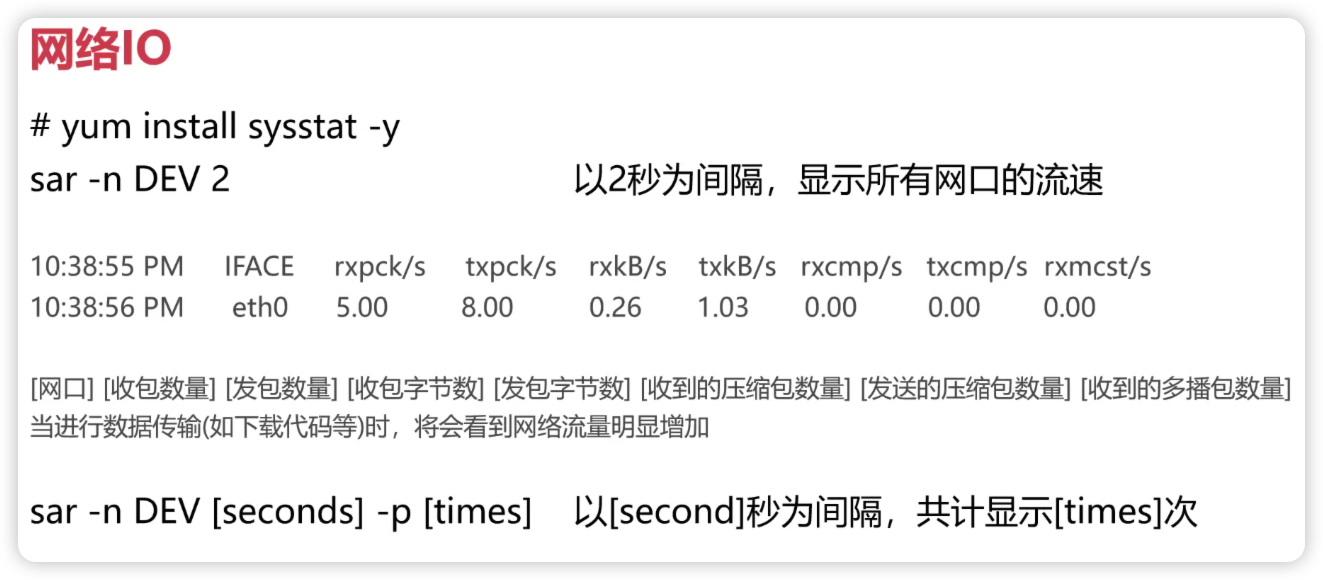 网络IO
# yum install sysstat -y
sar -n DEV 2 以2秒为间隔，显示所有网口的流速
10:38:55 PM IFACE rxpck/s txpck/s rxkB/s txkB/s rxcmp/s txcmp/s rxmcst/s
10:38:56 PM eth0 5.00 8.00 0.26 1.03 0.00 0.00 0.00
[网口] [收包数量] [发包数量] [收包字节数] [发包字节数] [收到的压缩包数量] [发送的压缩包数量] [收到的多播包数量]
当进行数据传输(如下载代码等)时，将会看到网络流量明显增加
sar -n DEV [seconds] -p [times] 以[second]秒为间隔，共计显示[times]次